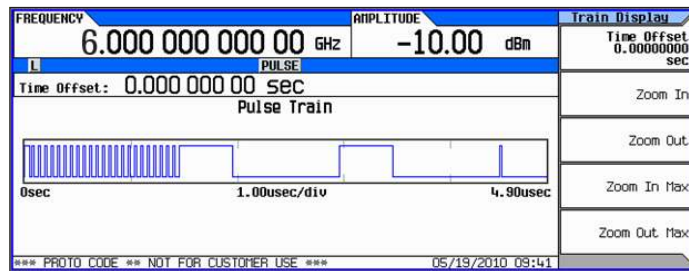 FREQUENCY
6.000 000 000 00 GHz
AMPLITUDE
-10.00 dBm
L
PULSE
Time Offset: 0.000 000 00 sec
Pulse Train
0sec
1.00usec/div
4.90usec
*** PROTO CODE ** NOT FOR CUSTOMER USE ***
05/19/2010 09:41
Train Display
Time Offset
0.00000000
sec
Zoom In
Zoom Out
Zoom In Max
Zoom Out Max